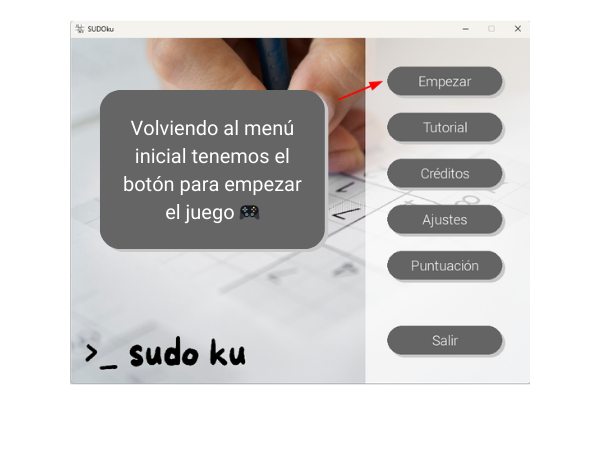 SUDOku
Volviendo al menú
inicial tenemos el
botón para empezar
el juego 🎮
Empezar
Tutorial
Créditos
Ajustes
Puntuación
Salir
>_ sudo ku